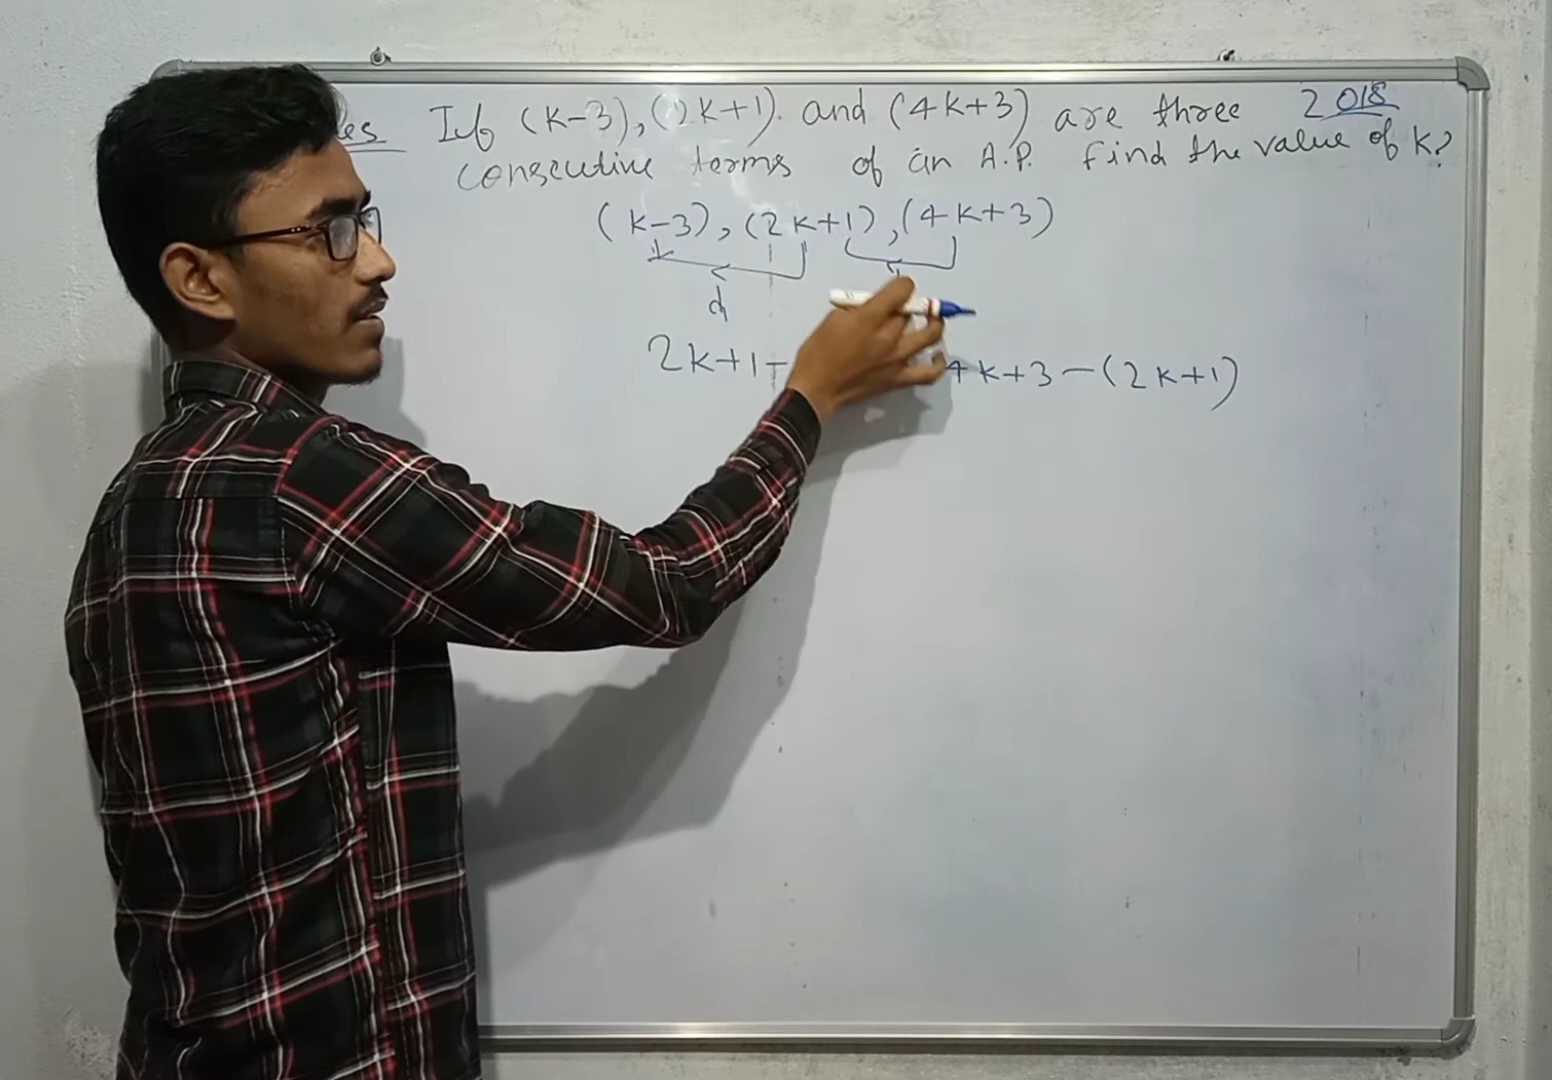 If (k-3), (2k+1) and (4k+3) are three 2018
consecutive terms of an A.P. find the value of k?
(k-3), (2k+1), (4k+3)
d
2k+1- 4k+3-(2k+1)